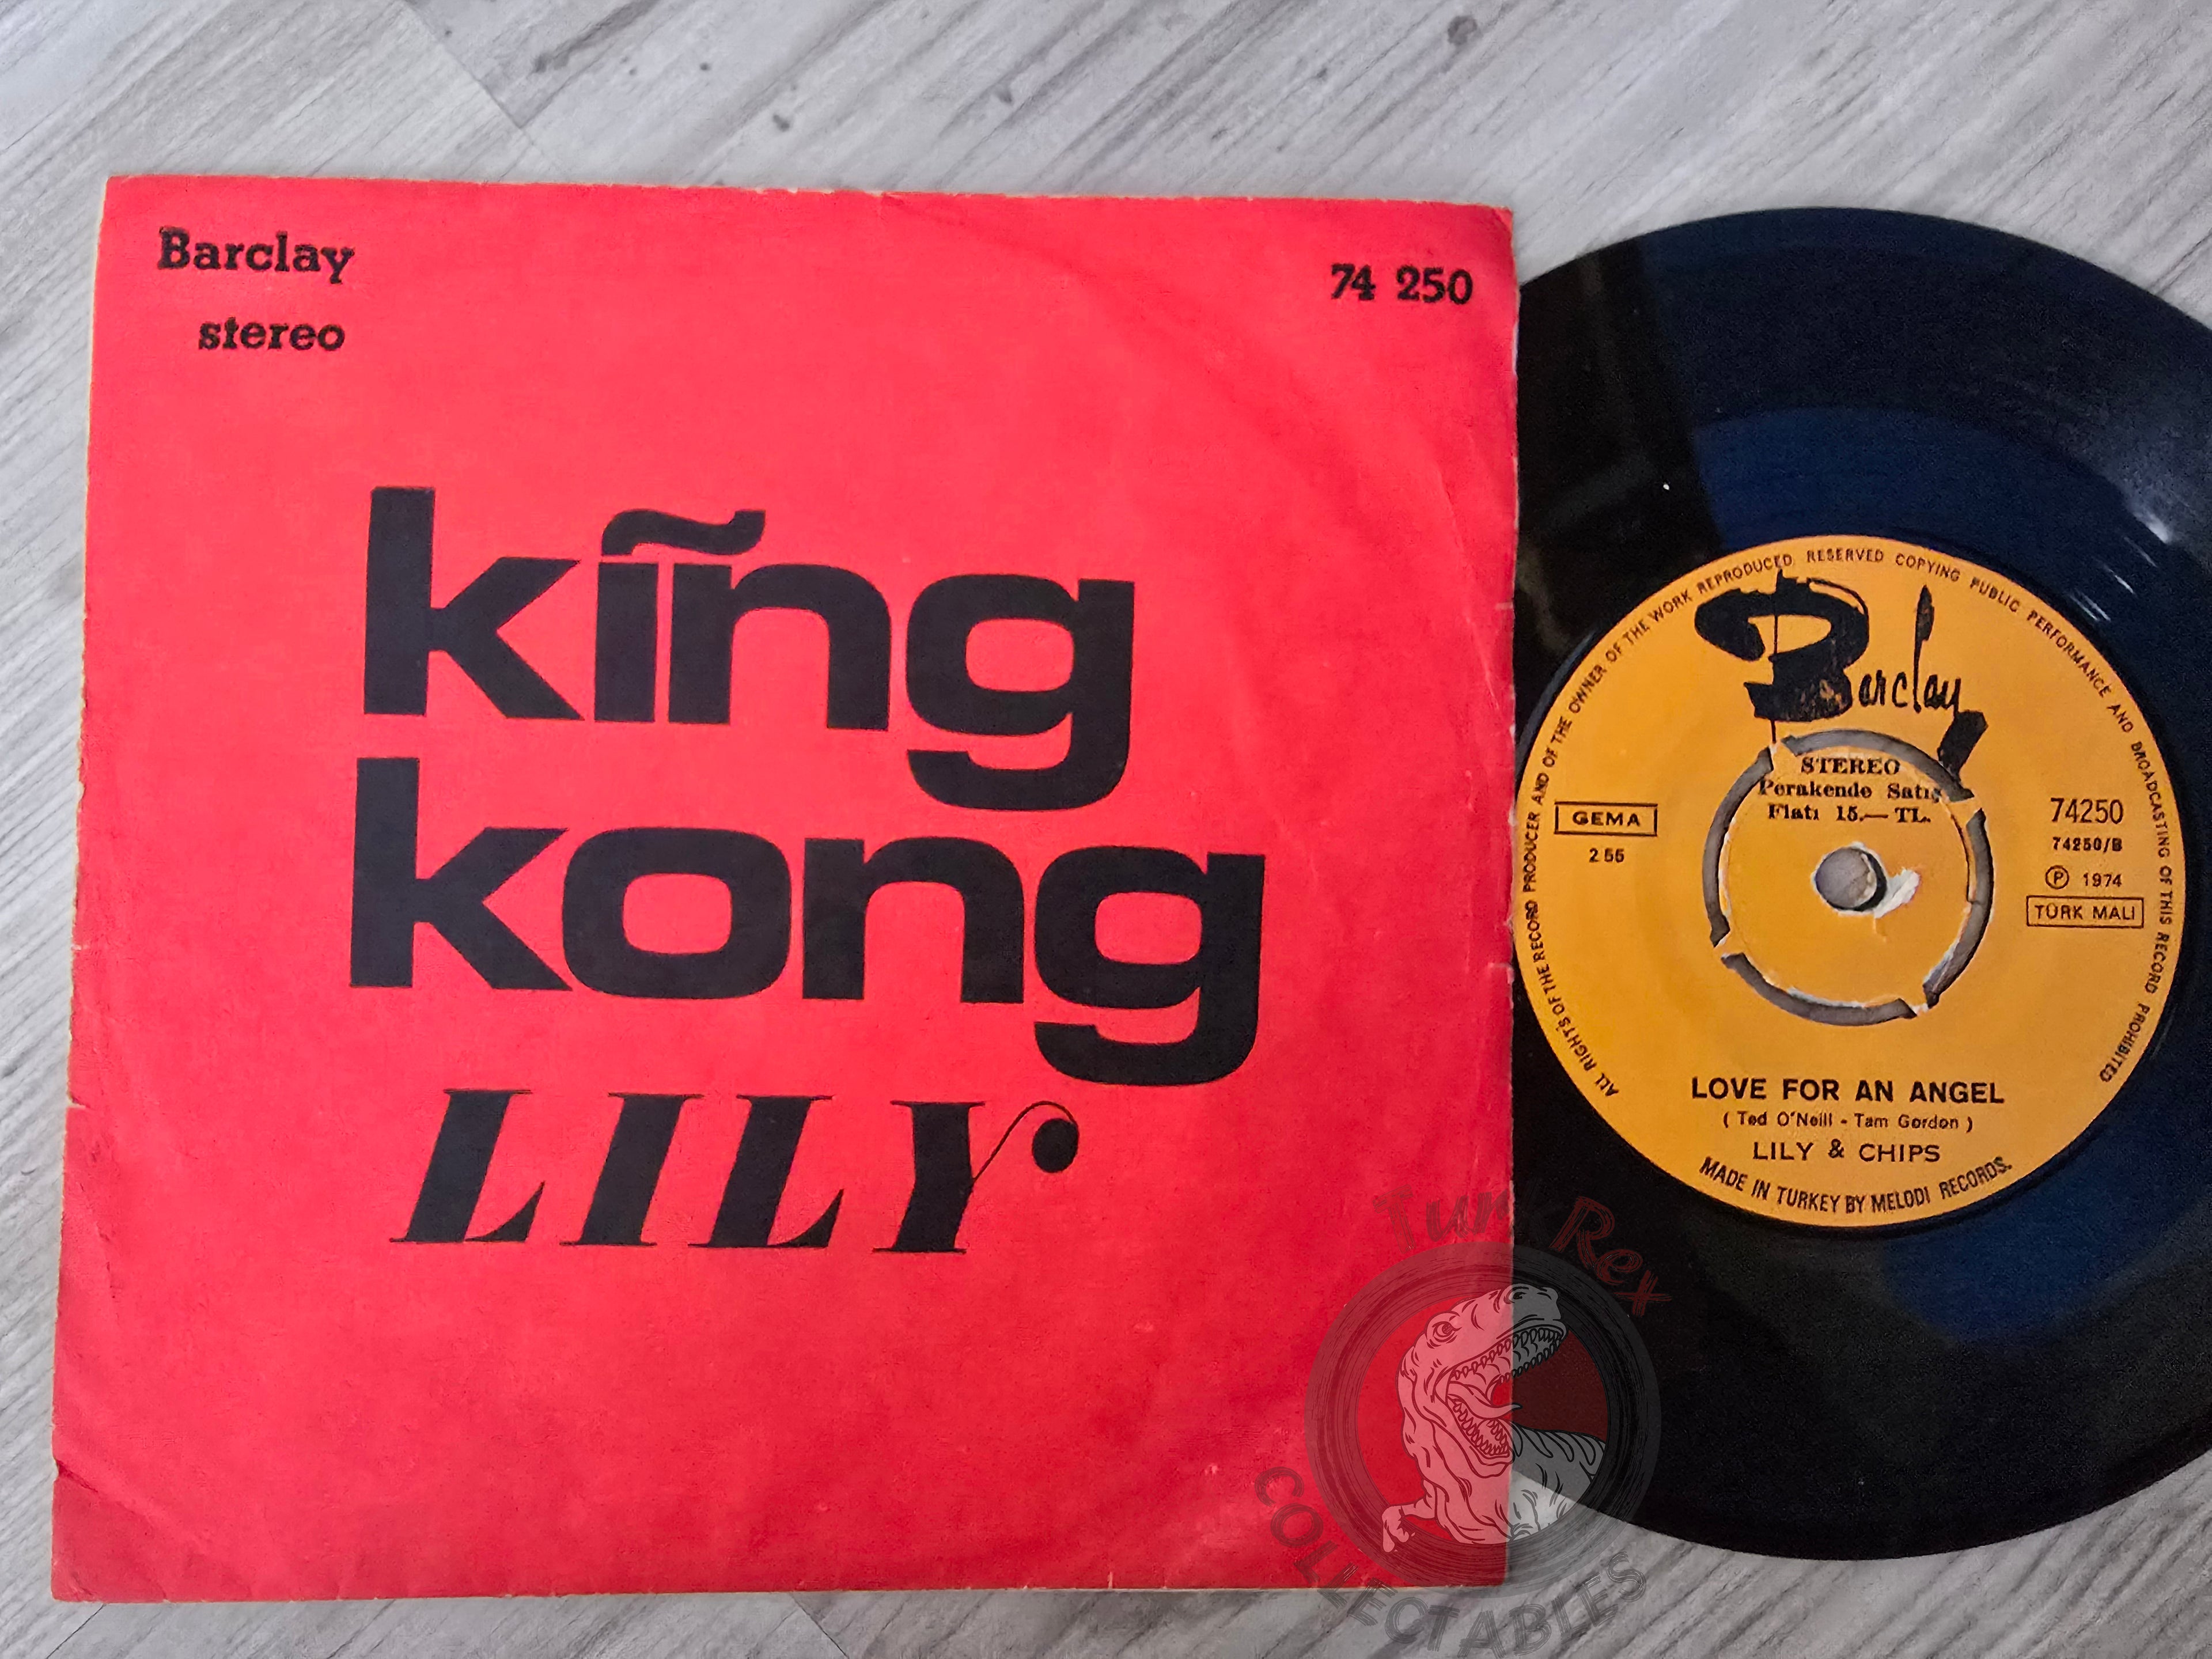 Barclay
stereo
74 250
kĩng
kong
LILY
ALL RIGHTS OF THE RECORD PRODUCER AND OF THE OWNER OF THE WORK REPRODUCED RESERVED COPYING PUBLIC PERFORMANCE AND BROADCASTING OF THIS RECORD PROHIBITED
Barclay
STEREO
Perakende Satış
Fiatı 15.— TL.
GEMA
2 55
74250
74250/B
Ⓟ 1974
TÜRK MALI
LOVE FOR AN ANGEL
( Ted O'Neill - Tam Gordon )
LILY & CHIPS
MADE IN TURKEY BY MELODI RECORDS.
Rex
COLLECTABLES